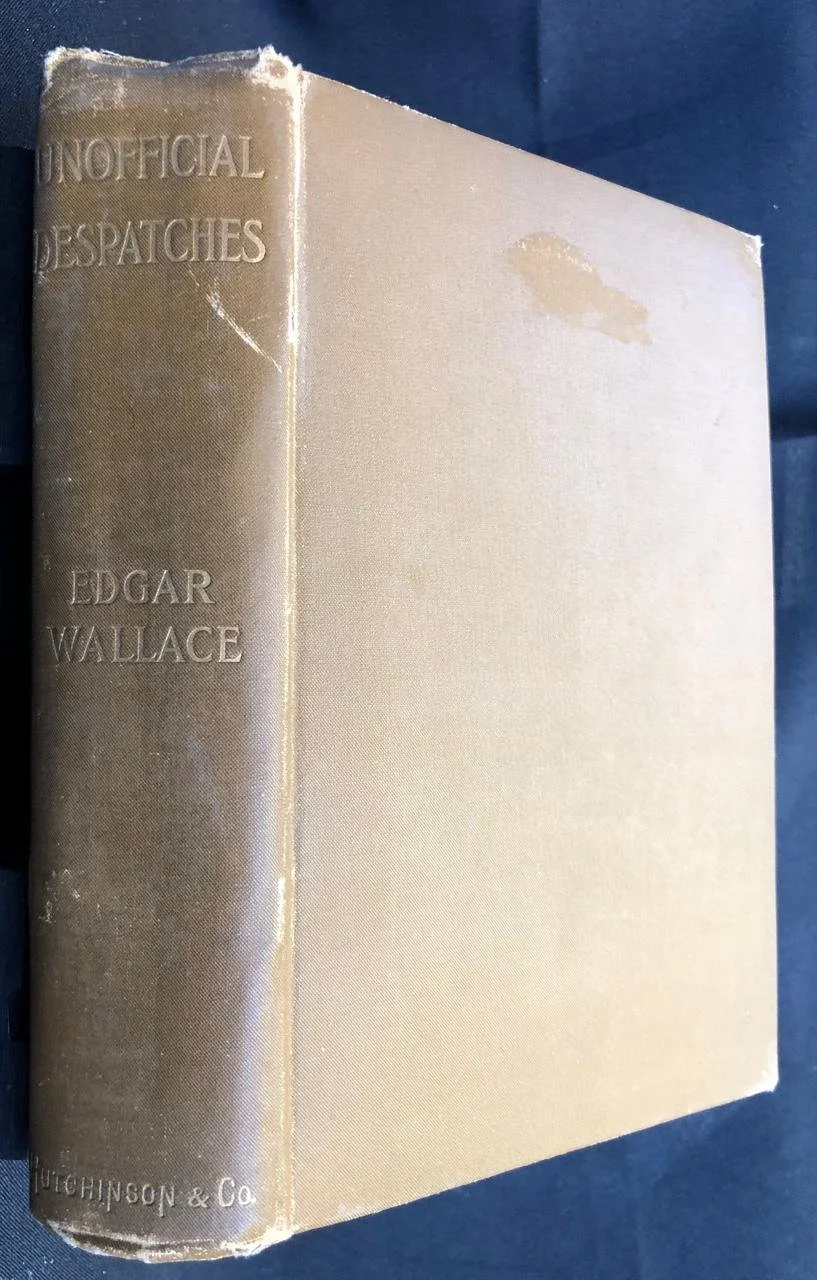 UNOFFICIAL
DESPATCHES
EDGAR
WALLACE
HUTCHINSON & Co.